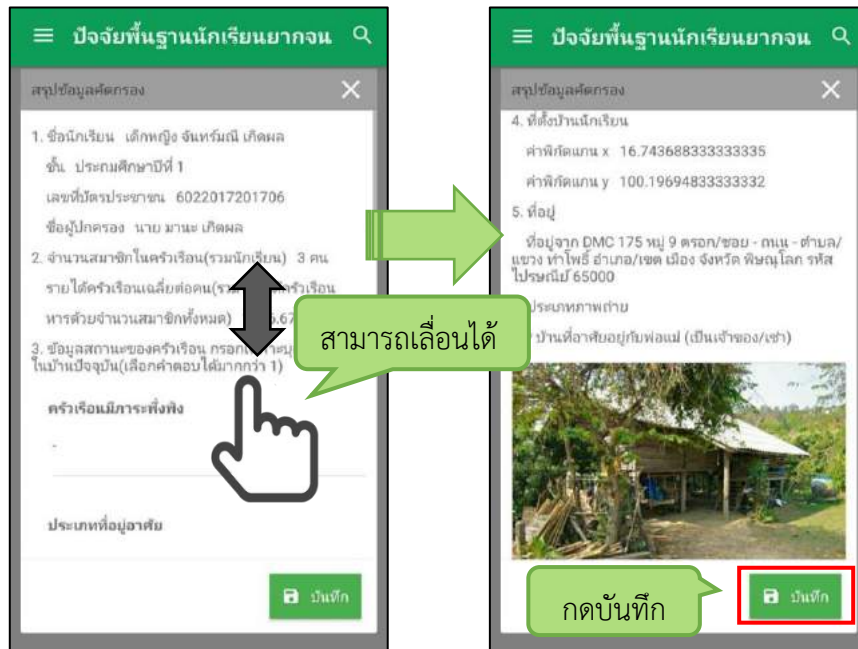 ปัจจัยพื้นฐานนักเรียนยากจน
สรุปข้อมูลคัดกรอง
1. ชื่อนักเรียน เด็กหญิง จันทร์มณี เกิดผล
ชั้น ประถมศึกษาปีที่ 1
เลขที่บัตรประชาชน 6022017201706
ชื่อผู้ปกครอง นาย มานะ เกิดผล
2. จำนวนสมาชิกในครัวเรือน(รวมนักเรียน) 3 คน
รายได้ครัวเรือนเฉลี่ยต่อคน(รว ครัวเรือน
หารด้วยจำนวนสมาชิกทั้งหมด) 6.67
3. ข้อมูลสถานะของครัวเรือน กรอก
ในบ้านปัจจุบัน(เลือกคำตอบได้มากกว่า 1)
ครัวเรือนมีภาระพึ่งพิง
-
ประเภทที่อยู่อาศัย
บันทึก
สามารถเลื่อนได้
ปัจจัยพื้นฐานนักเรียนยากจน
สรุปข้อมูลคัดกรอง
4. ที่ตั้งบ้านนักเรียน
ค่าพิกัดแกน x 16.743688333333335
ค่าพิกัดแกน y 100.19694833333332
5. ที่อยู่
ที่อยู่จาก DMC 175 หมู่ 9 ตรอก/ซอย - ถนน - ตำบล/
แขวง ท่าโพธิ์ อำเภอ/เขต เมือง จังหวัด พิษณุโลก รหัส
ไปรษณีย์ 65000
ประเภทภาพถ่าย
บ้านที่อาศัยอยู่กับพ่อแม่ (เป็นเจ้าของ/เช่า)
กดบันทึก
บันทึก